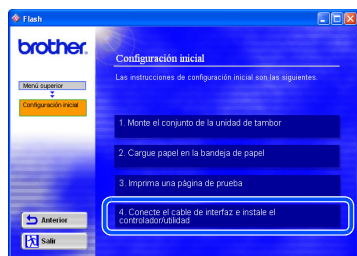 Flash
brother.
Configuración inicial
Las instrucciones de configuración inicial son las siguientes.
Menú superior
Configuración inicial
1. Monte el conjunto de la unidad de tambor
2. Cargue papel en la bandeja de papel
3. Imprima una página de prueba
4. Conecte el cable de interfaz e instale el
controlador/utilidad
Anterior
Salir